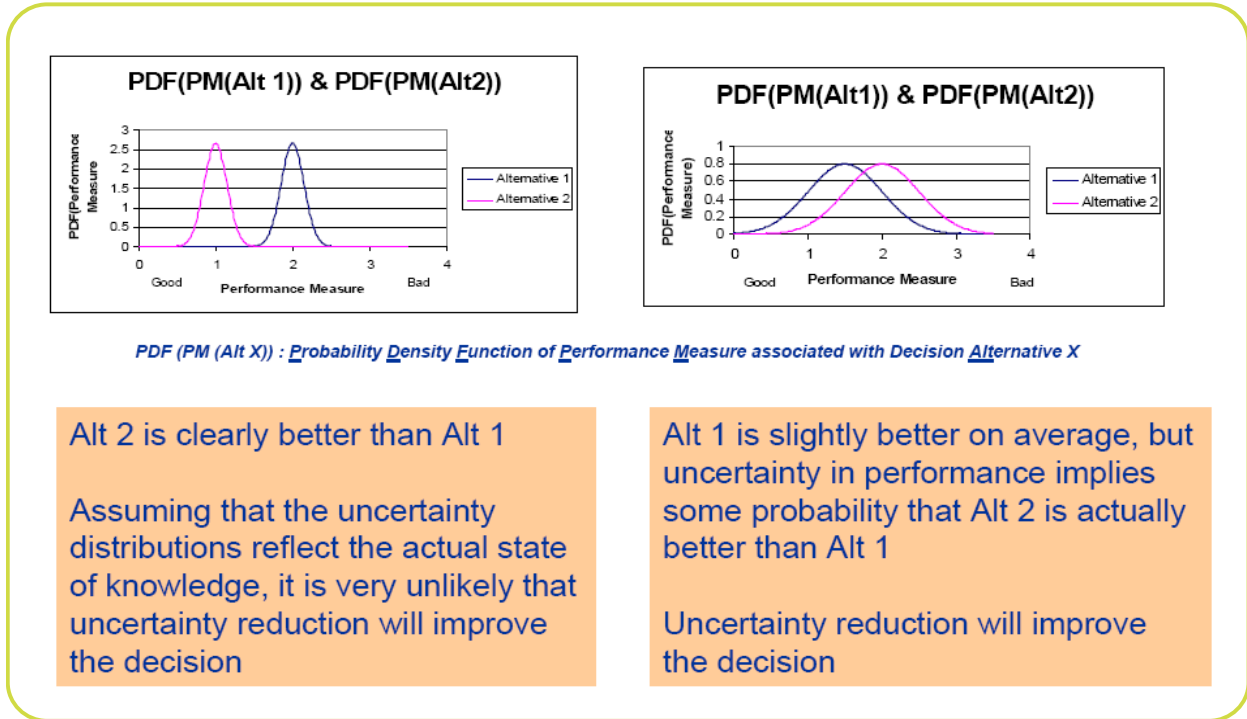 PDF(PM(Alt 1)) & PDF(PM(Alt2))
PDF(Performance
Measure
3
2.5
2
1.5
1
0.5
0
0 1 2 3 4
Good Performance Measure Bad
Alternative 1
Alternative 2
PDF(PM(Alt1)) & PDF(PM(Alt2))
PDF(Performance
Measure)
1
0.8
0.6
0.4
0.2
0
0 1 2 3 4
Good Performance Measure Bad
Alternative 1
Alternative 2
PDF (PM (Alt X)) : Probability Density Function of Performance Measure associated with Decision Alternative X
Alt 2 is clearly better than Alt 1
Assuming that the uncertainty
distributions reflect the actual state
of knowledge, it is very unlikely that
uncertainty reduction will improve
the decision
Alt 1 is slightly better on average, but
uncertainty in performance implies
some probability that Alt 2 is actually
better than Alt 1
Uncertainty reduction will improve
the decision